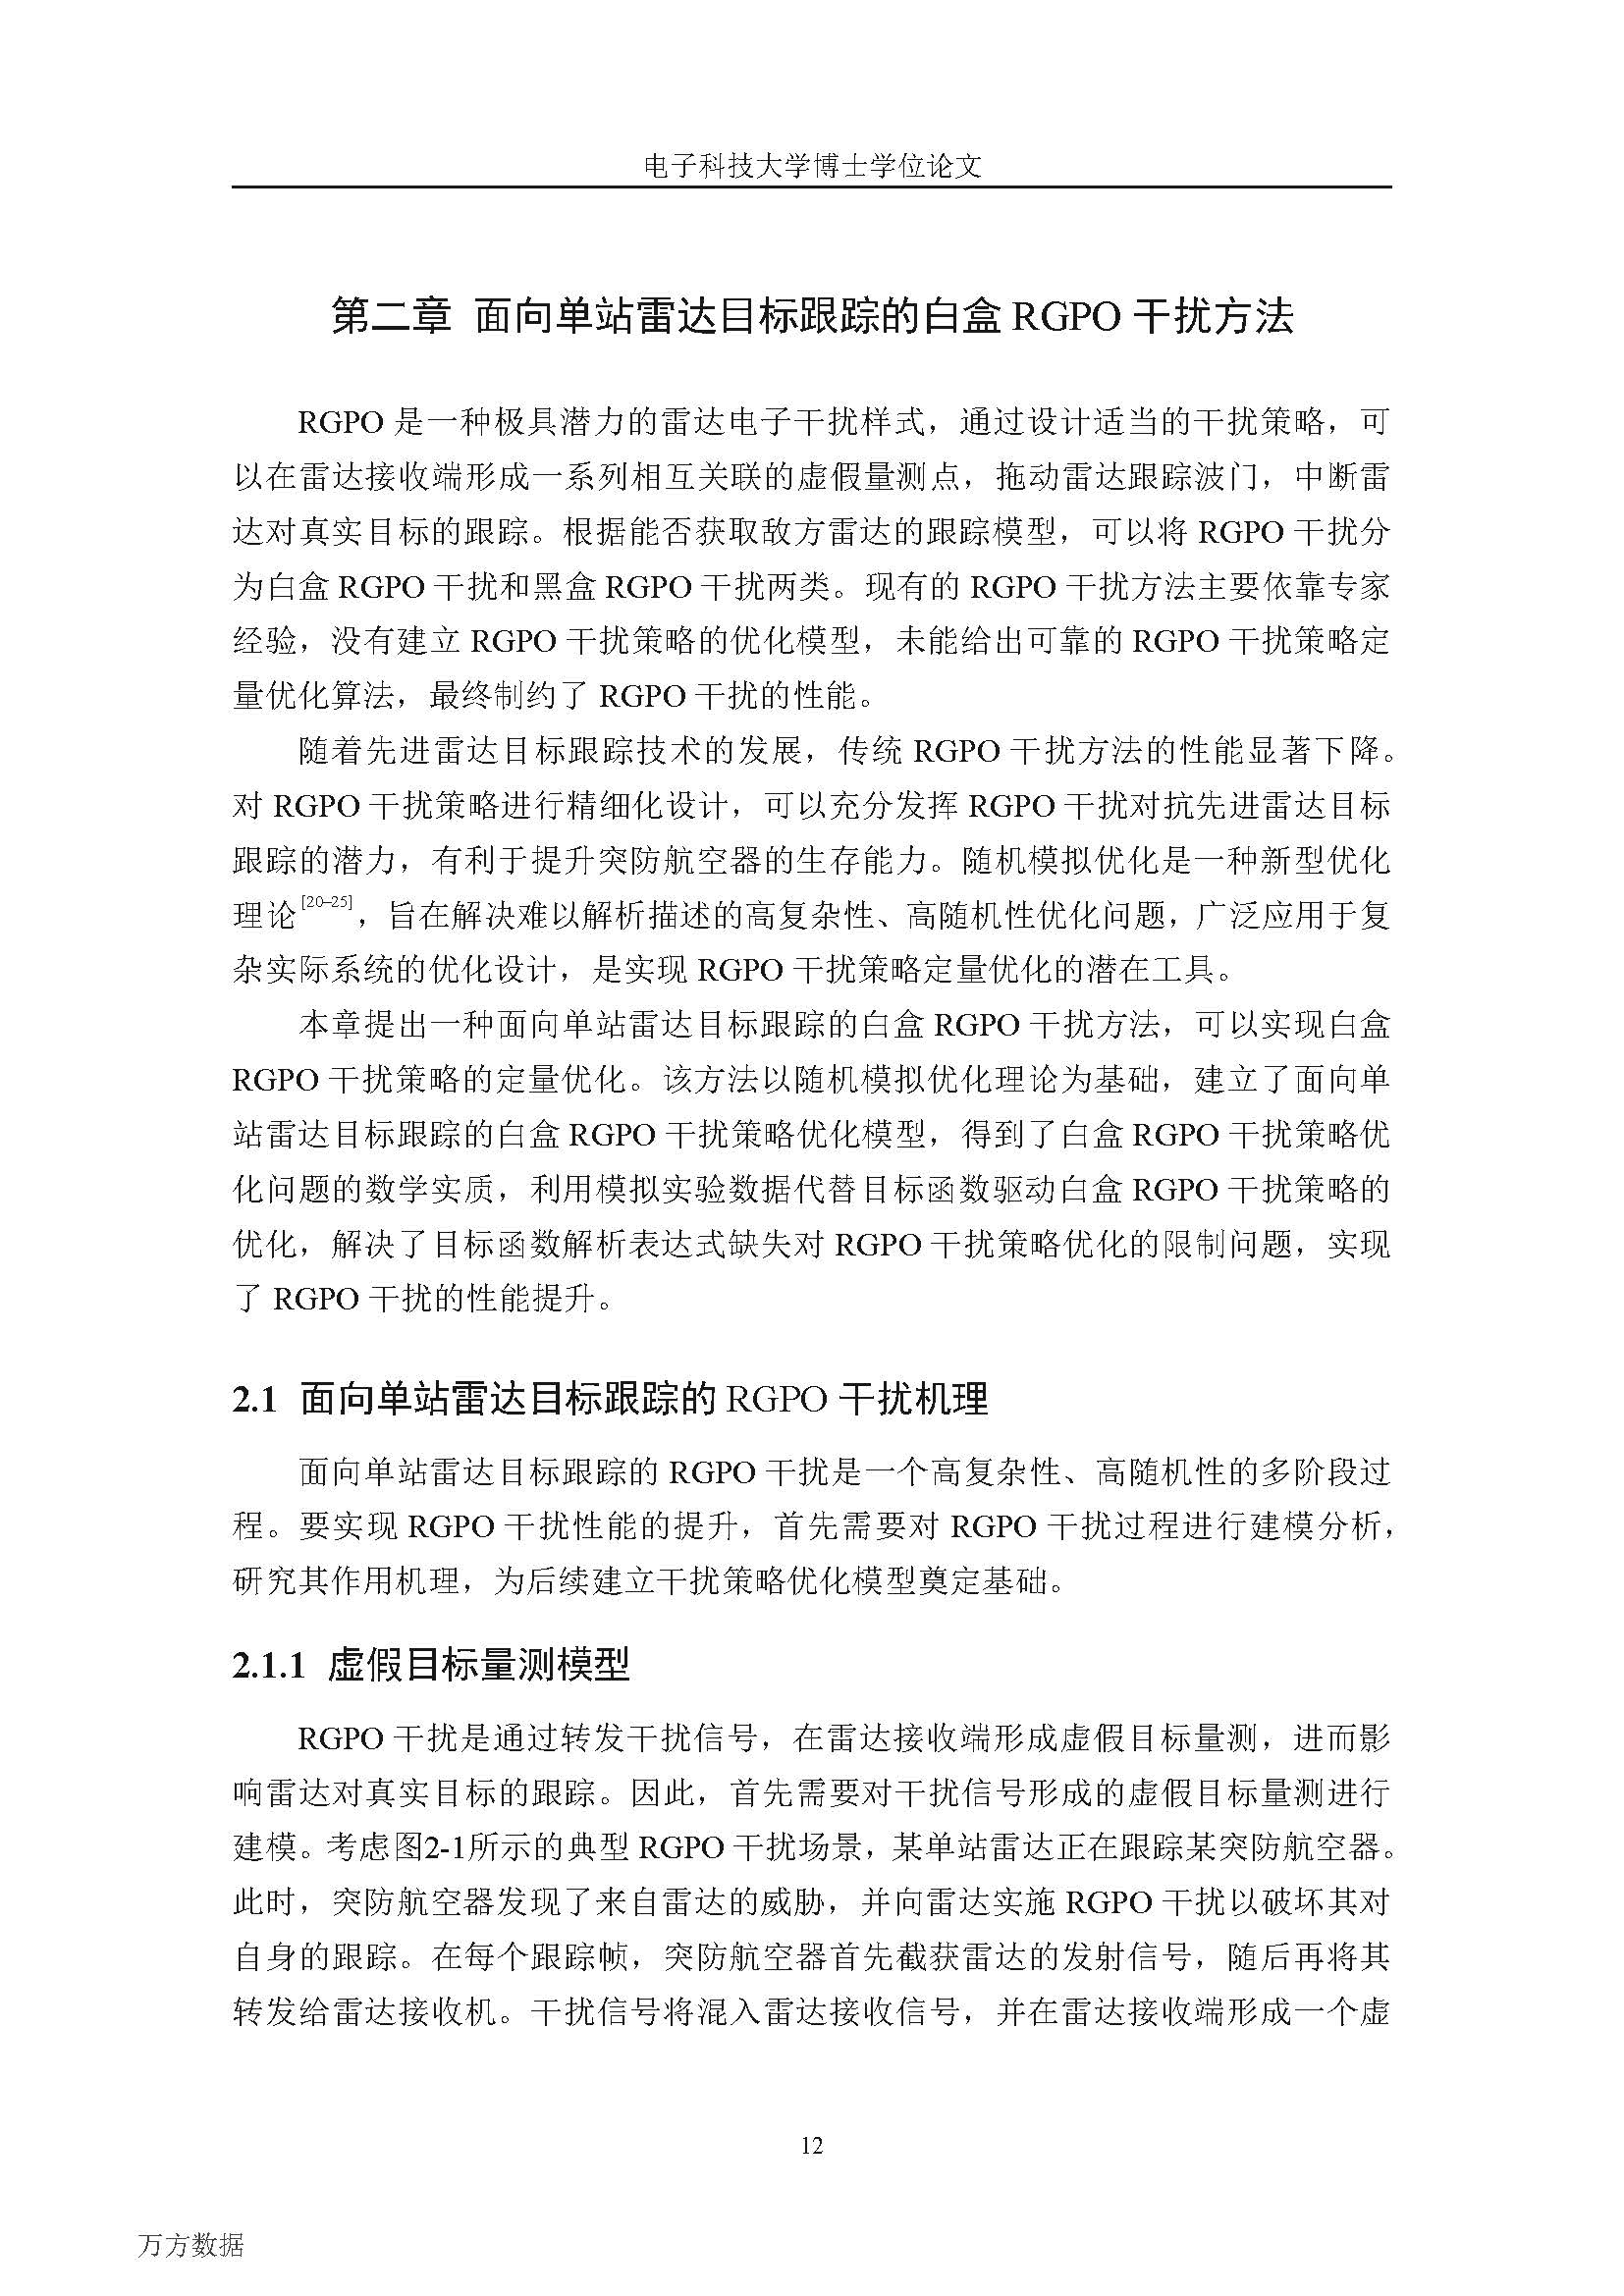 电子科技大学博士学位论文
第二章 面向单站雷达目标跟踪的白盒 RGPO 干扰方法
RGPO 是一种极具潜力的雷达电子干扰样式，通过设计适当的干扰策略，可
以在雷达接收端形成一系列相互关联的虚假量测点，拖动雷达跟踪波门，中断雷
达对真实目标的跟踪。根据能否获取敌方雷达的跟踪模型，可以将 RGPO 干扰分
为白盒 RGPO 干扰和黑盒 RGPO 干扰两类。现有的 RGPO 干扰方法主要依靠专家
经验，没有建立 RGPO 干扰策略的优化模型，未能给出可靠的 RGPO 干扰策略定
量优化算法，最终制约了 RGPO 干扰的性能。
随着先进雷达目标跟踪技术的发展，传统 RGPO 干扰方法的性能显著下降。
对 RGPO 干扰策略进行精细化设计，可以充分发挥 RGPO 干扰对抗先进雷达目标
跟踪的潜力，有利于提升突防航空器的生存能力。随机模拟优化是一种新型优化
理论[20–25]，旨在解决难以解析描述的高复杂性、高随机性优化问题，广泛应用于复
杂实际系统的优化设计，是实现 RGPO 干扰策略定量优化的潜在工具。
本章提出一种面向单站雷达目标跟踪的白盒 RGPO 干扰方法，可以实现白盒
RGPO 干扰策略的定量优化。该方法以随机模拟优化理论为基础，建立了面向单
站雷达目标跟踪的白盒 RGPO 干扰策略优化模型，得到了白盒 RGPO 干扰策略优
化问题的数学实质，利用模拟实验数据代替目标函数驱动白盒 RGPO 干扰策略的
优化，解决了目标函数解析表达式缺失对 RGPO 干扰策略优化的限制问题，实现
了 RGPO 干扰的性能提升。
2.1 面向单站雷达目标跟踪的 RGPO 干扰机理
面向单站雷达目标跟踪的 RGPO 干扰是一个高复杂性、高随机性的多阶段过
程。要实现 RGPO 干扰性能的提升，首先需要对 RGPO 干扰过程进行建模分析，
研究其作用机理，为后续建立干扰策略优化模型奠定基础。
2.1.1 虚假目标量测模型
RGPO 干扰是通过转发干扰信号，在雷达接收端形成虚假目标量测，进而影
响雷达对真实目标的跟踪。因此，首先需要对干扰信号形成的虚假目标量测进行
建模。考虑图2-1所示的典型 RGPO 干扰场景，某单站雷达正在跟踪某突防航空器。
此时，突防航空器发现了来自雷达的威胁，并向雷达实施 RGPO 干扰以破坏其对
自身的跟踪。在每个跟踪帧，突防航空器首先截获雷达的发射信号，随后再将其
转发给雷达接收机。干扰信号将混入雷达接收信号，并在雷达接收端形成一个虚
12
万方数据